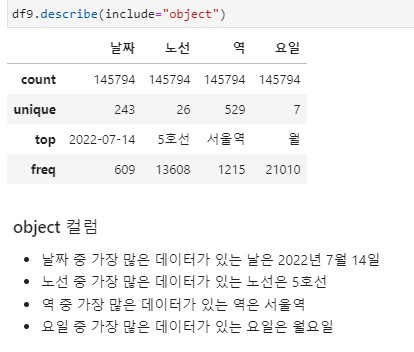 df9.describe(include="object")
날짜 노선 역 요일
count 145794 145794 145794 145794
unique 243 26 529 7
top 2022-07-14 5호선 서울역 월
freq 609 13608 1215 21010
object 컬럼
• 날짜 중 가장 많은 데이터가 있는 날은 2022년 7월 14일
• 노선 중 가장 많은 데이터가 있는 노선은 5호선
• 역 중 가장 많은 데이터가 있는 역은 서울역
• 요일 중 가장 많은 데이터가 있는 요일은 월요일